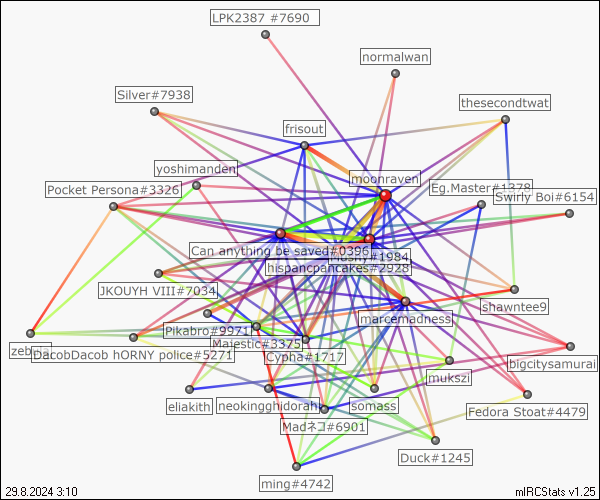 LPK2387 #7690
normalwan
Silver#7938
thesecondtwat
frisout
yoshimanden
moonraven
Pocket Persona#3326
Eg.Master#1378
Swirly Boi#6154
Can anything be saved#0396
#1984
hispancpancakes#2928
JKOUYH VIII#7034
shawntee9
marcernadness
Pikabro#9971
Majestic#3375
DacobDacob hORNY police#5271
Cypha#1717
bigcitysamurai
mukszi
eliakith
neokingghidorah
somass
Fedora Stoat#4479
Madネコ#6901
Duck#1245
ming#4742
29.8.2024 3:10
mIRCStats v1.25